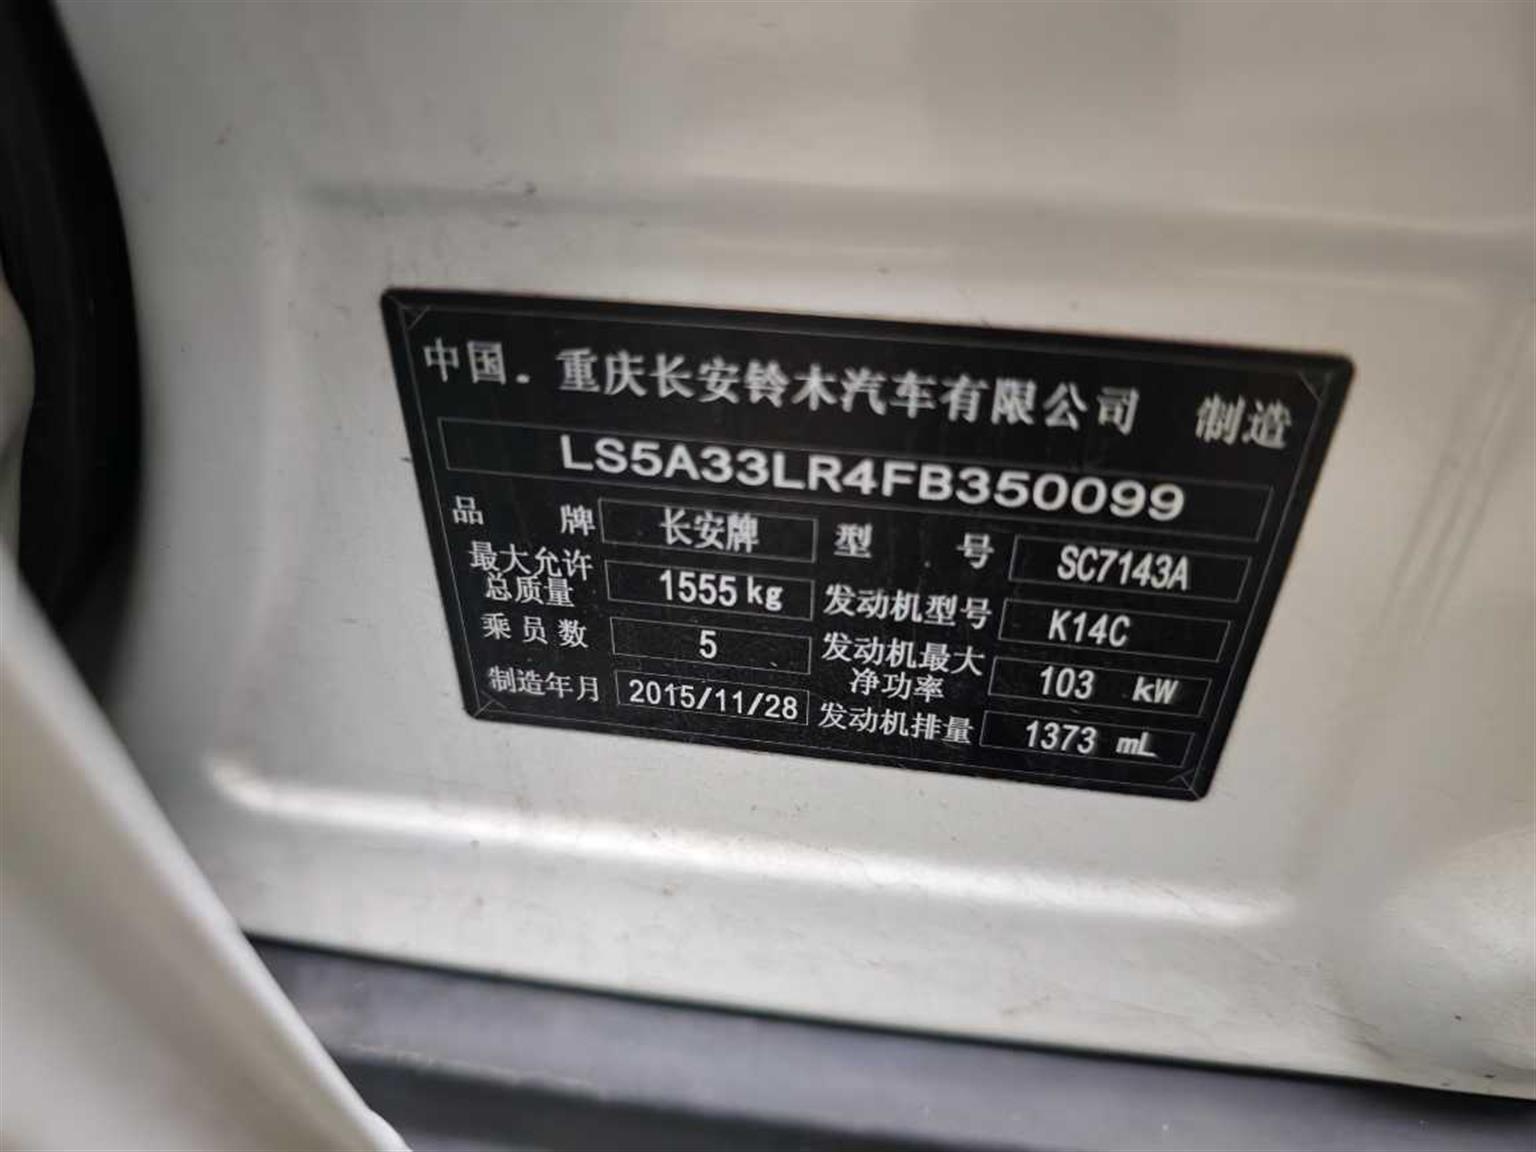 中国. 重庆长安铃木汽车有限公司 制造
LS5A33LR4FB350099
品牌 长安牌 型号 SC7143A
最大允许总质量 1555kg 发动机型号 K14C
乘员数 5 发动机最大净功率 103 kW
制造年月 2015/11/28 发动机排量 1373 mL